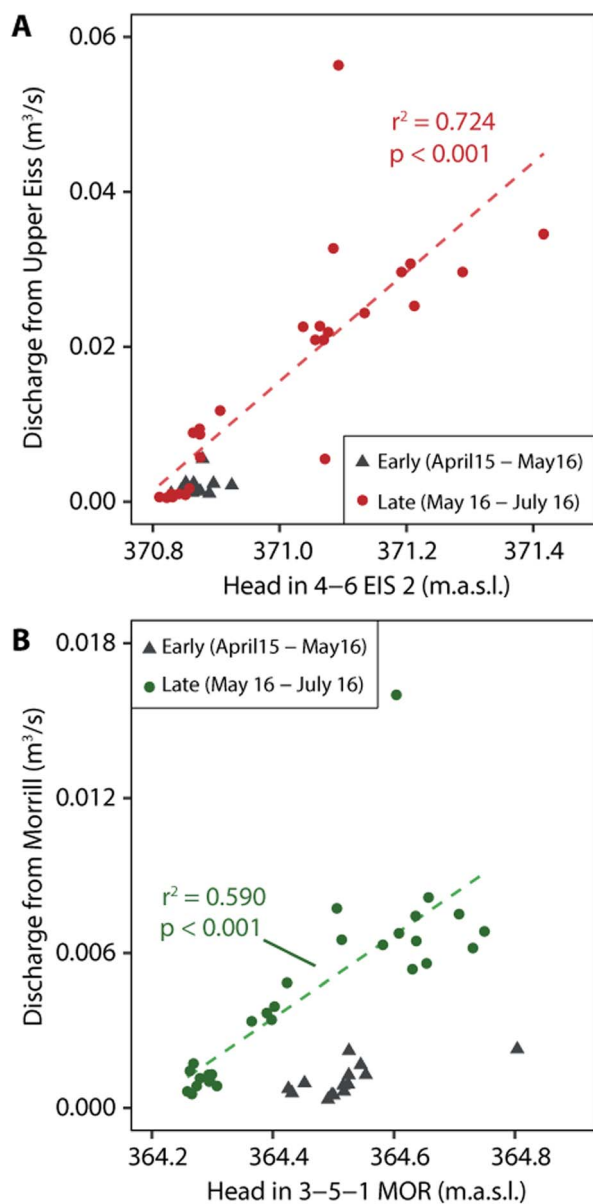 A
0.06
r² = 0.724
p < 0.001
0.04
Discharge from Upper Eiss (m³/s)
0.02
Early (April15 – May16)
Late (May 16 – July 16)
0.00
370.8 371.0 371.2 371.4
Head in 4–6 EIS 2 (m.a.s.l.)
B
0.018
Early (April15 – May16)
Late (May 16 – July 16)
0.012
Discharge from Morrill (m³/s)
r² = 0.590
p < 0.001
0.006
0.000
364.2 364.4 364.6 364.8
Head in 3–5–1 MOR (m.a.s.l.)